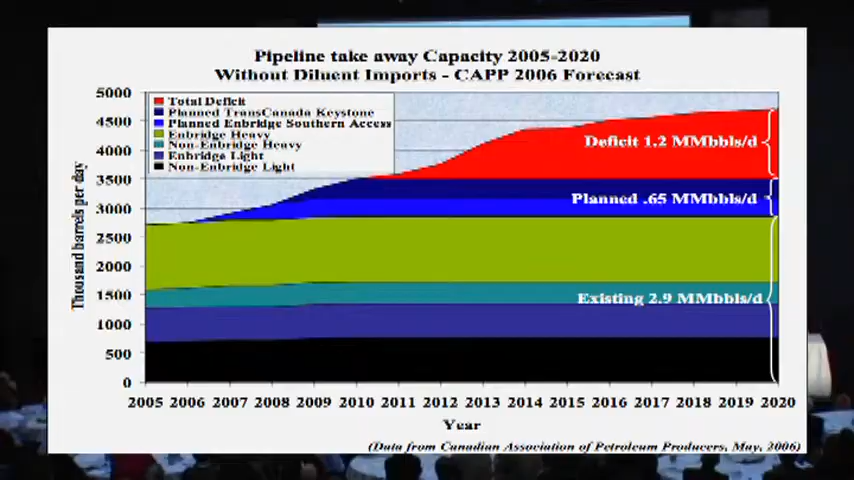 Pipeline take away Capacity 2005-2020
Without Diluent Imports - CAPP 2006 Forecast
5000
4500
4000
3500
3000
2500
2000
1500
1000
500
0
Thousand barrels per day
Total Deficit
Planned TransCanada Keystone
Planned Enbridge Southern Access
Enbridge Heavy
Non-Enbridge Heavy
Enbridge Light
Non-Enbridge Light
Deficit 1.2 MMbbls/d
Planned .65 MMbbls/d
Existing 2.9 MMbbls/d
2005 2006 2007 2008 2009 2010 2011 2012 2013 2014 2015 2016 2017 2018 2019 2020
Year
(Data from Canadian Association of Petroleum Producers, May, 2006)